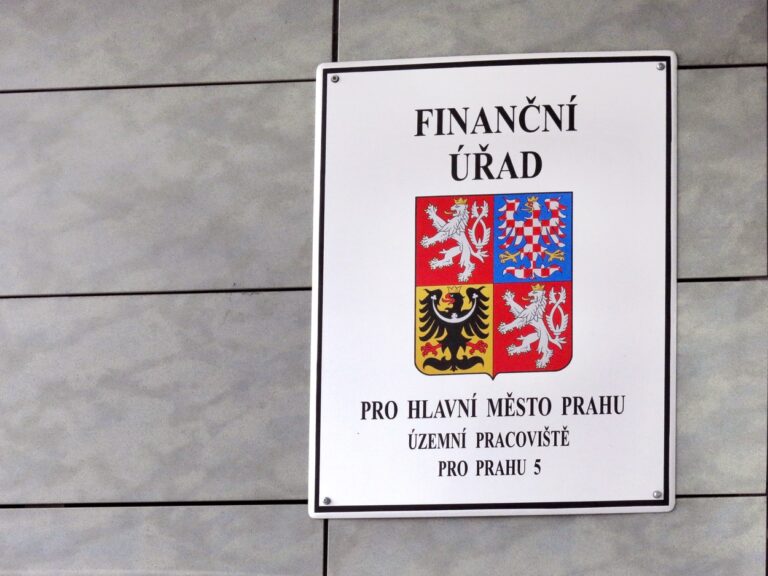 FINANČNÍ
ÚŘAD
PRO HLAVNÍ MĚSTO PRAHU
ÚZEMNÍ PRACOVIŠTĚ
PRO PRAHU 5